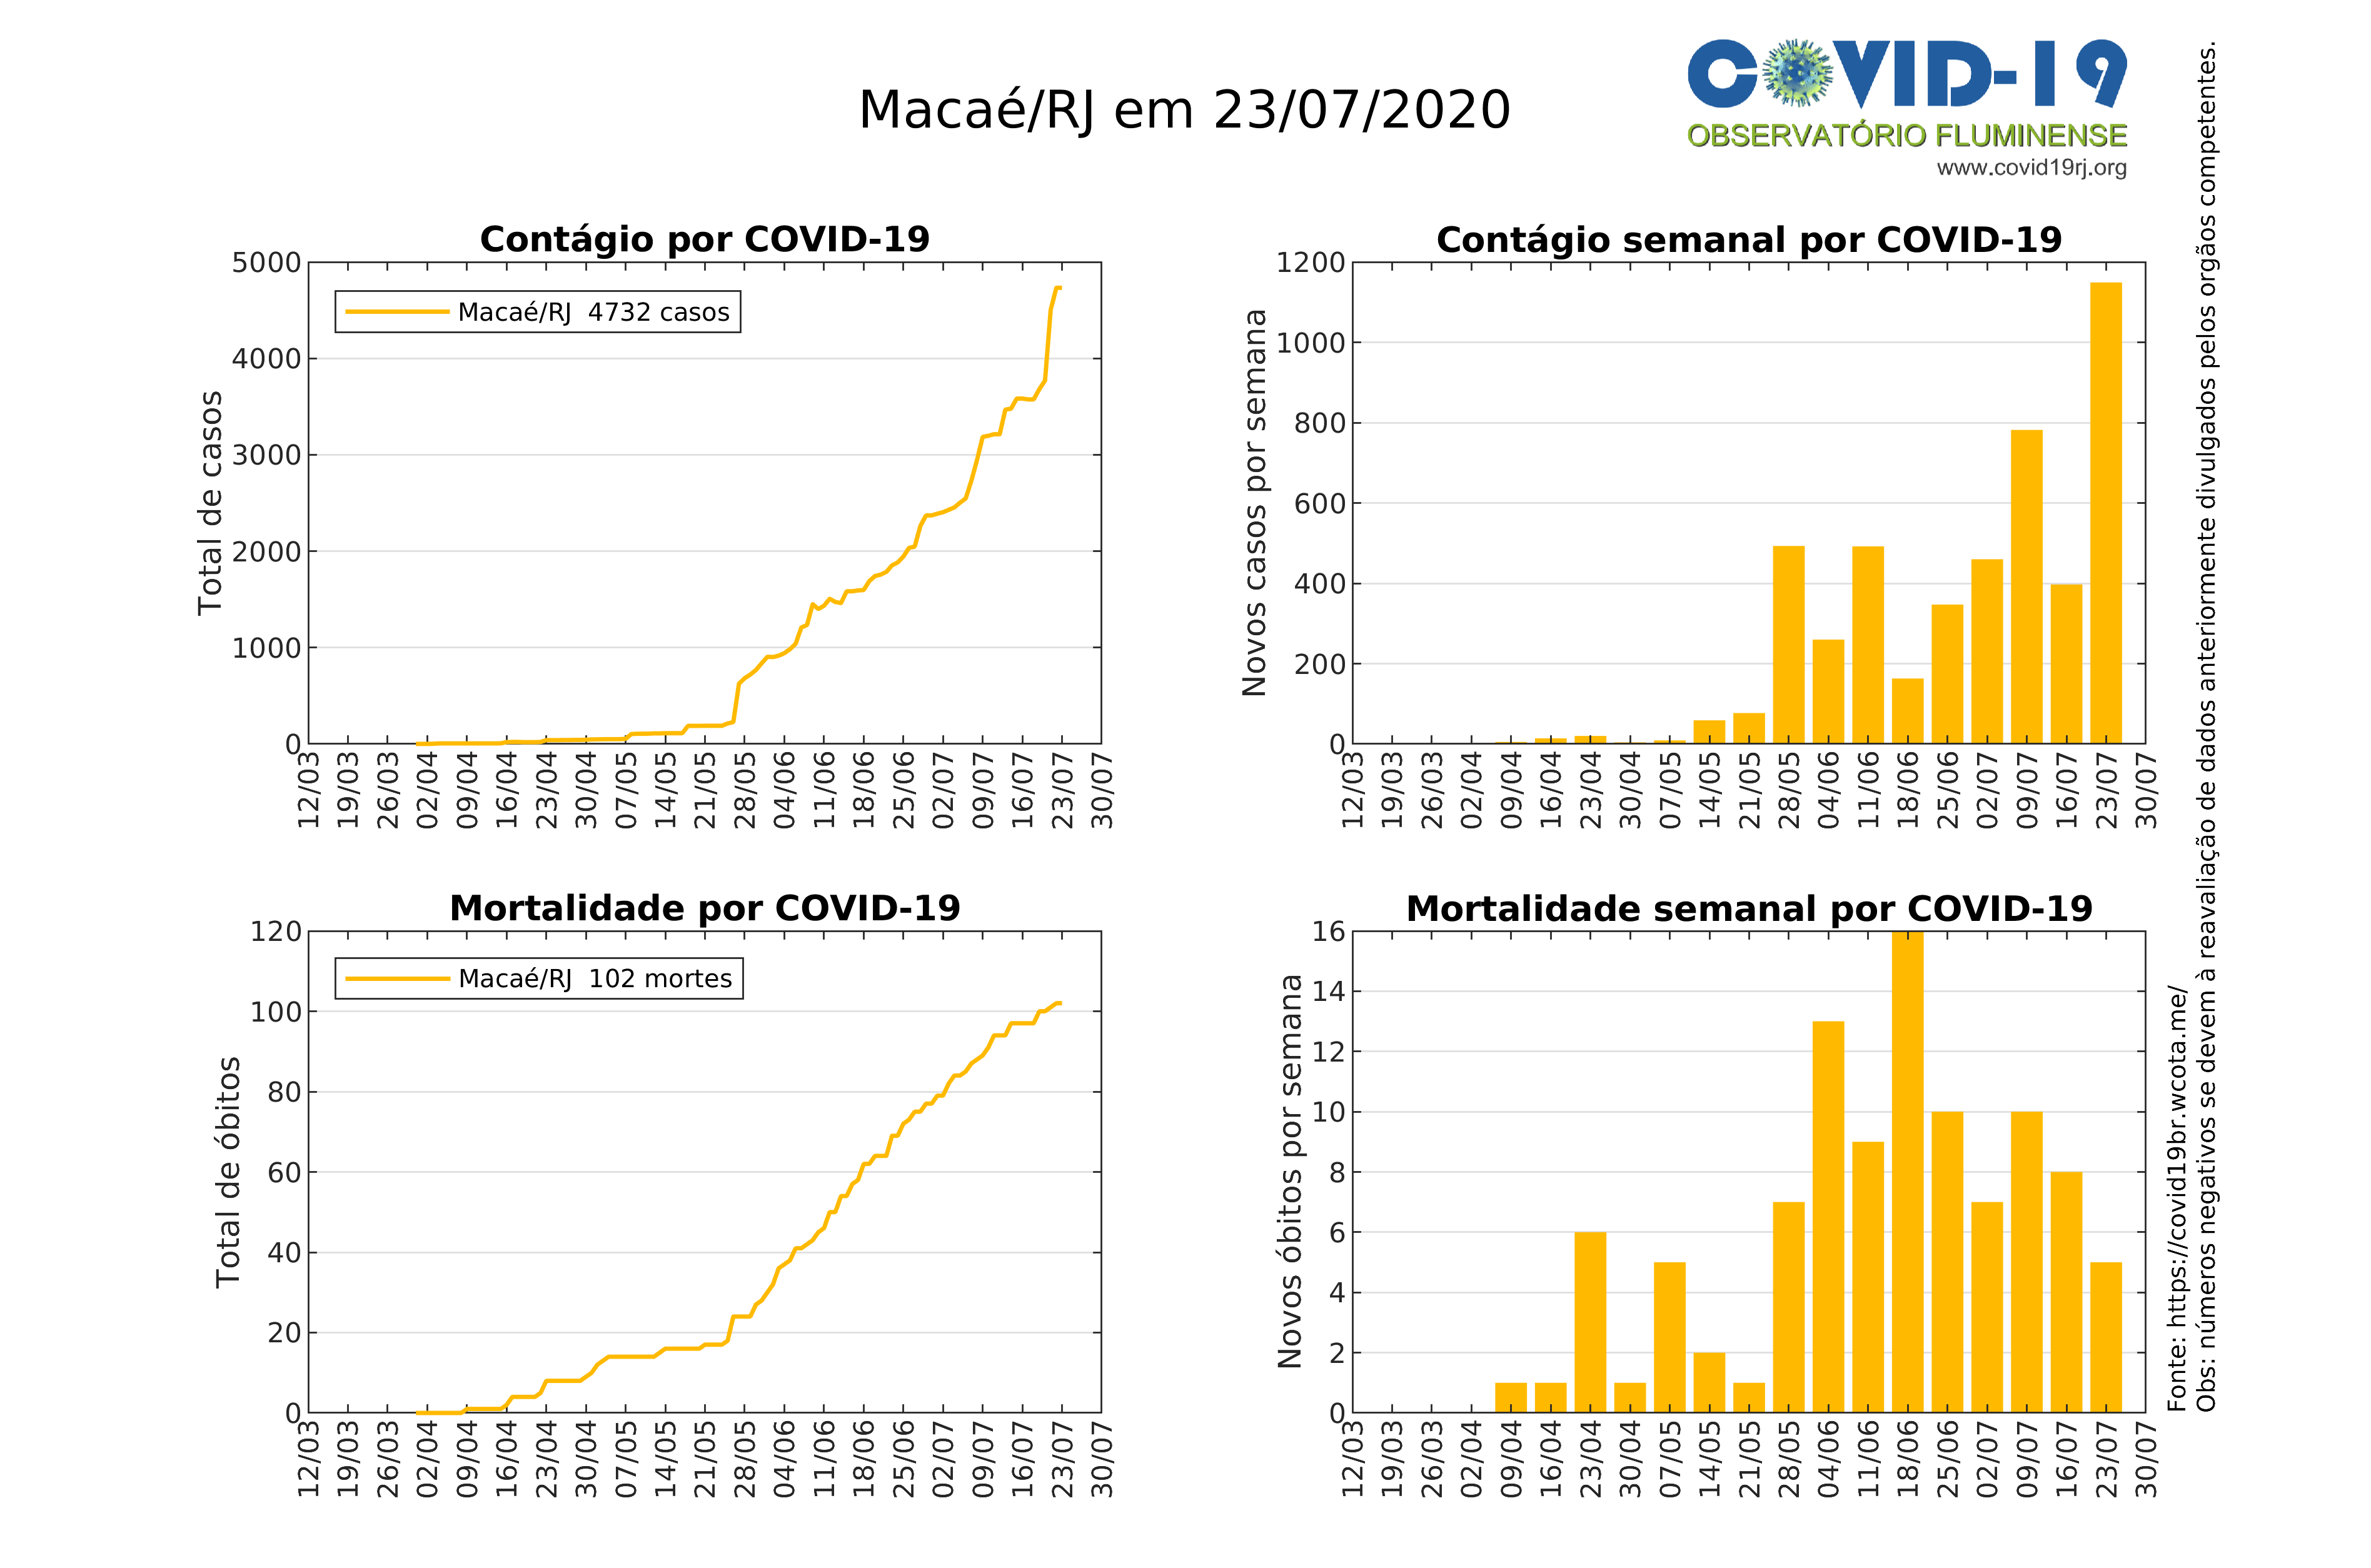 Macaé/RJ em 23/07/2020
COVID-19
OBSERVATÓRIO FLUMINENSE
www.covid19rj.org
Contágio por COVID-19
Total de casos
5000
4000
3000
2000
1000
0
Macaé/RJ 4732 casos
12/03 19/03 26/03 02/04 09/04 16/04 23/04 30/04 07/05 14/05 21/05 28/05 04/06 11/06 18/06 25/06 02/07 09/07 16/07 23/07 30/07
Contágio semanal por COVID-19
Novos casos por semana
1200
1000
800
600
400
200
0
12/03 19/03 26/03 02/04 09/04 16/04 23/04 30/04 07/05 14/05 21/05 28/05 04/06 11/06 18/06 25/06 02/07 09/07 16/07 23/07 30/07
Mortalidade por COVID-19
Total de óbitos
120
100
80
60
40
20
0
Macaé/RJ 102 mortes
12/03 19/03 26/03 02/04 09/04 16/04 23/04 30/04 07/05 14/05 21/05 28/05 04/06 11/06 18/06 25/06 02/07 09/07 16/07 23/07 30/07
Mortalidade semanal por COVID-19
Novos óbitos por semana
16
14
12
10
8
6
4
2
0
12/03 19/03 26/03 02/04 09/04 16/04 23/04 30/04 07/05 14/05 21/05 28/05 04/06 11/06 18/06 25/06 02/07 09/07 16/07 23/07 30/07
Fonte: https://covid19br.wcota.me/
Obs: números negativos se devem à reavaliação de dados anteriormente divulgados pelos orgãos competentes.